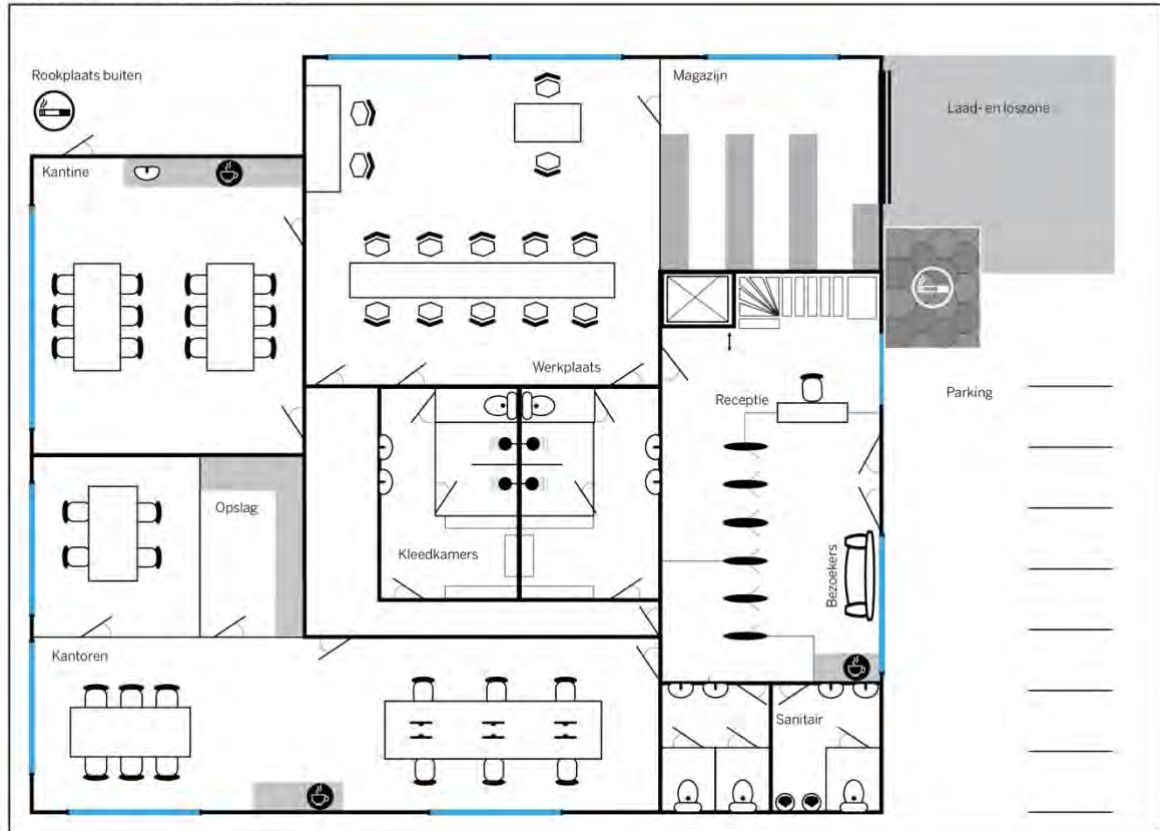 Rookplaats buiten
Magazijn
Laad- en loszone
Kantine
Werkplaats
Receptie
Parking
Opslag
Kleedkamers
Bezoekers
Kantoren
Sanitair